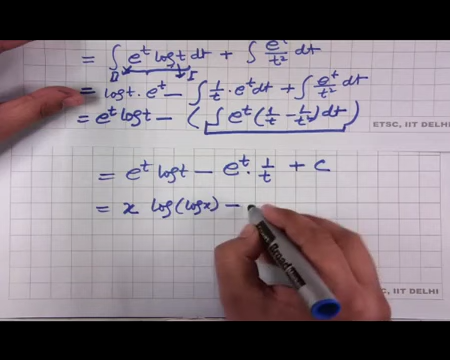 = ∫ e^t log t dt + ∫ e^t/t² dt
II I
= log t · e^t − ∫ 1/t · e^t dt + ∫ e^t/t² dt
= e^t log t − ( ∫ e^t (1/t − 1/t²) dt )
ETSC, IIT DELHI
= e^t log t − e^t · 1/t + c
= x log(log x) −
IIT DELHI